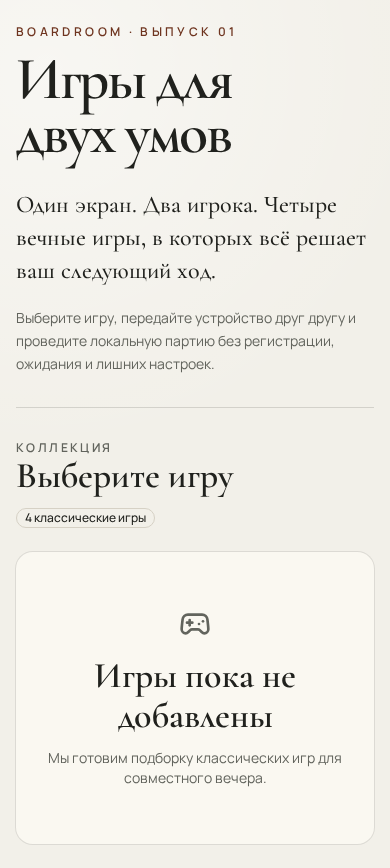 BOARDROOM · ВЫПУСК 01
Игры для
двух умов
Один экран. Два игрока. Четыре
вечные игры, в которых всё решает
ваш следующий ход.
Выберите игру, передайте устройство друг другу и
проведите локальную партию без регистрации,
ожидания и лишних настроек.
КОЛЛЕКЦИЯ
Выберите игру
4 классические игры
Игры пока не
добавлены
Мы готовим подборку классических игр для
совместного вечера.